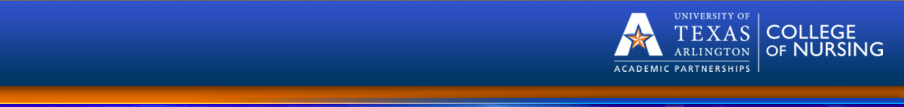 UNIVERSITY OF
TEXAS
ARLINGTON
ACADEMIC PARTNERSHIPS
COLLEGE
OF NURSING